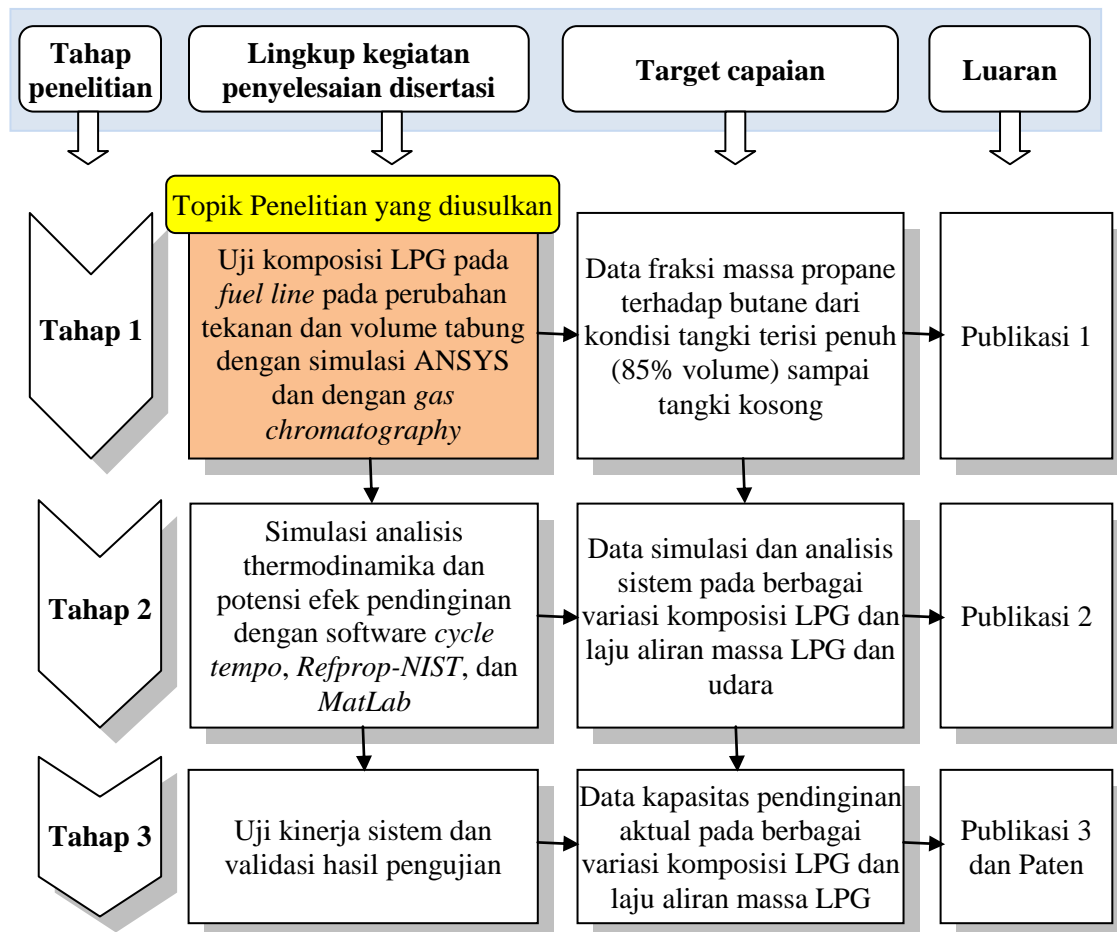 Tahap
penelitian
Lingkup kegiatan
penyelesaian disertasi
Target capaian
Luaran
Topik Penelitian yang diusulkan
Tahap 1
Uji komposisi LPG pada
fuel line pada perubahan
tekanan dan volume tabung
dengan simulasi ANSYS
dan dengan gas
chromatography
Data fraksi massa propane
terhadap butane dari
kondisi tangki terisi penuh
(85% volume) sampai
tangki kosong
Publikasi 1
Tahap 2
Simulasi analisis
thermodinamika dan
potensi efek pendinginan
dengan software cycle
tempo, Refprop-NIST, dan
MatLab
Data simulasi dan analisis
sistem pada berbagai
variasi komposisi LPG dan
laju aliran massa LPG dan
udara
Publikasi 2
Tahap 3
Uji kinerja sistem dan
validasi hasil pengujian
Data kapasitas pendinginan
aktual pada berbagai
variasi komposisi LPG dan
laju aliran massa LPG
Publikasi 3
dan Paten